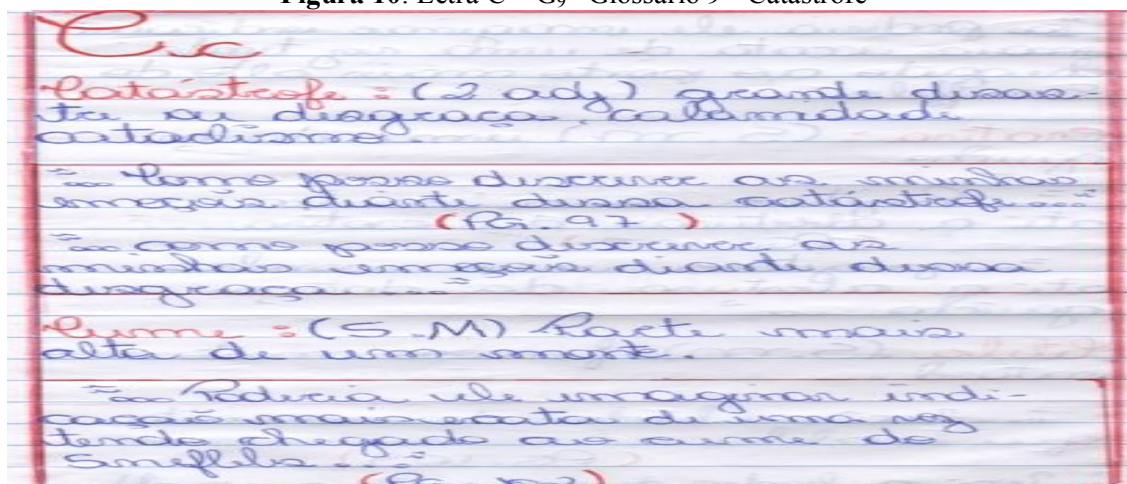 Figura 10: Letra C – G9 - Glossário 9 - Catástrofe
Cc
Catástrofe : (2 adj) grande desas-
tre ou desgraça, calamidade
cataclismo.
"... Como posso descrever as minhas
emoções diante dessa catástrofe...."
(PG. 97 )
"... como posso descrever as
minhas emoções diante dessa
desgraça...."
Cume : (S.M) Parte mais
alta de um monte.
"... Poderia ele imaginar indi-
cação mais exata de uma vez
tendo chegado ao cume do
Sneffels...."